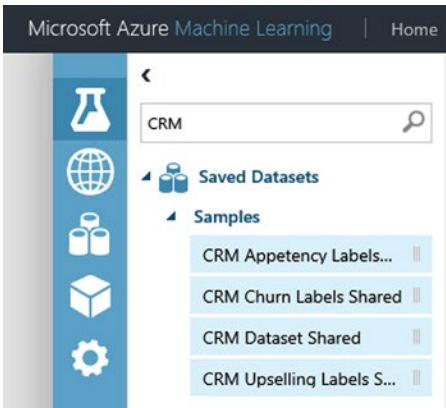 Microsoft Azure Machine Learning | Home
CRM
Saved Datasets
Samples
CRM Appetency Labels...
CRM Churn Labels Shared
CRM Dataset Shared
CRM Upselling Labels S...